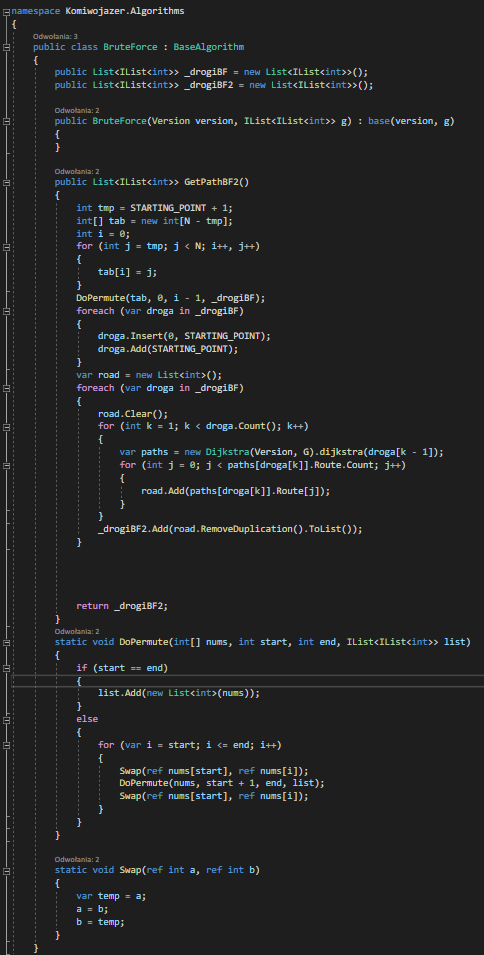 namespace Komiwojazer.Algorithms
{
Odwołania: 3
public class BruteForce : BaseAlgorithm
{
public List<IList<int>> _drogiBF = new List<IList<int>>();
public List<IList<int>> _drogiBF2 = new List<IList<int>>();
Odwołania: 2
public BruteForce(Version version, IList<IList<int>> g) : base(version, g)
{
}
Odwołania: 2
public List<IList<int>> GetPathBF2()
{
int tmp = STARTING_POINT + 1;
int[] tab = new int[N - tmp];
int i = 0;
for (int j = tmp; j < N; i++, j++)
{
tab[i] = j;
}
DoPermute(tab, 0, i - 1, _drogiBF);
foreach (var droga in _drogiBF)
{
droga.Insert(0, STARTING_POINT);
droga.Add(STARTING_POINT);
}
var road = new List<int>();
foreach (var droga in _drogiBF)
{
road.Clear();
for (int k = 1; k < droga.Count(); k++)
{
var paths = new Dijkstra(Version, G).dijkstra(droga[k - 1]);
for (int j = 0; j < paths[droga[k]].Route.Count; j++)
{
road.Add(paths[droga[k]].Route[j]);
}
}
_drogiBF2.Add(road.RemoveDuplication().ToList());
}
return _drogiBF2;
}
Odwołania: 2
static void DoPermute(int[] nums, int start, int end, IList<IList<int>> list)
{
if (start == end)
{
list.Add(new List<int>(nums));
}
else
{
for (var i = start; i <= end; i++)
{
Swap(ref nums[start], ref nums[i]);
DoPermute(nums, start + 1, end, list);
Swap(ref nums[start], ref nums[i]);
}
}
}
Odwołania: 2
static void Swap(ref int a, ref int b)
{
var temp = a;
a = b;
b = temp;
}
}